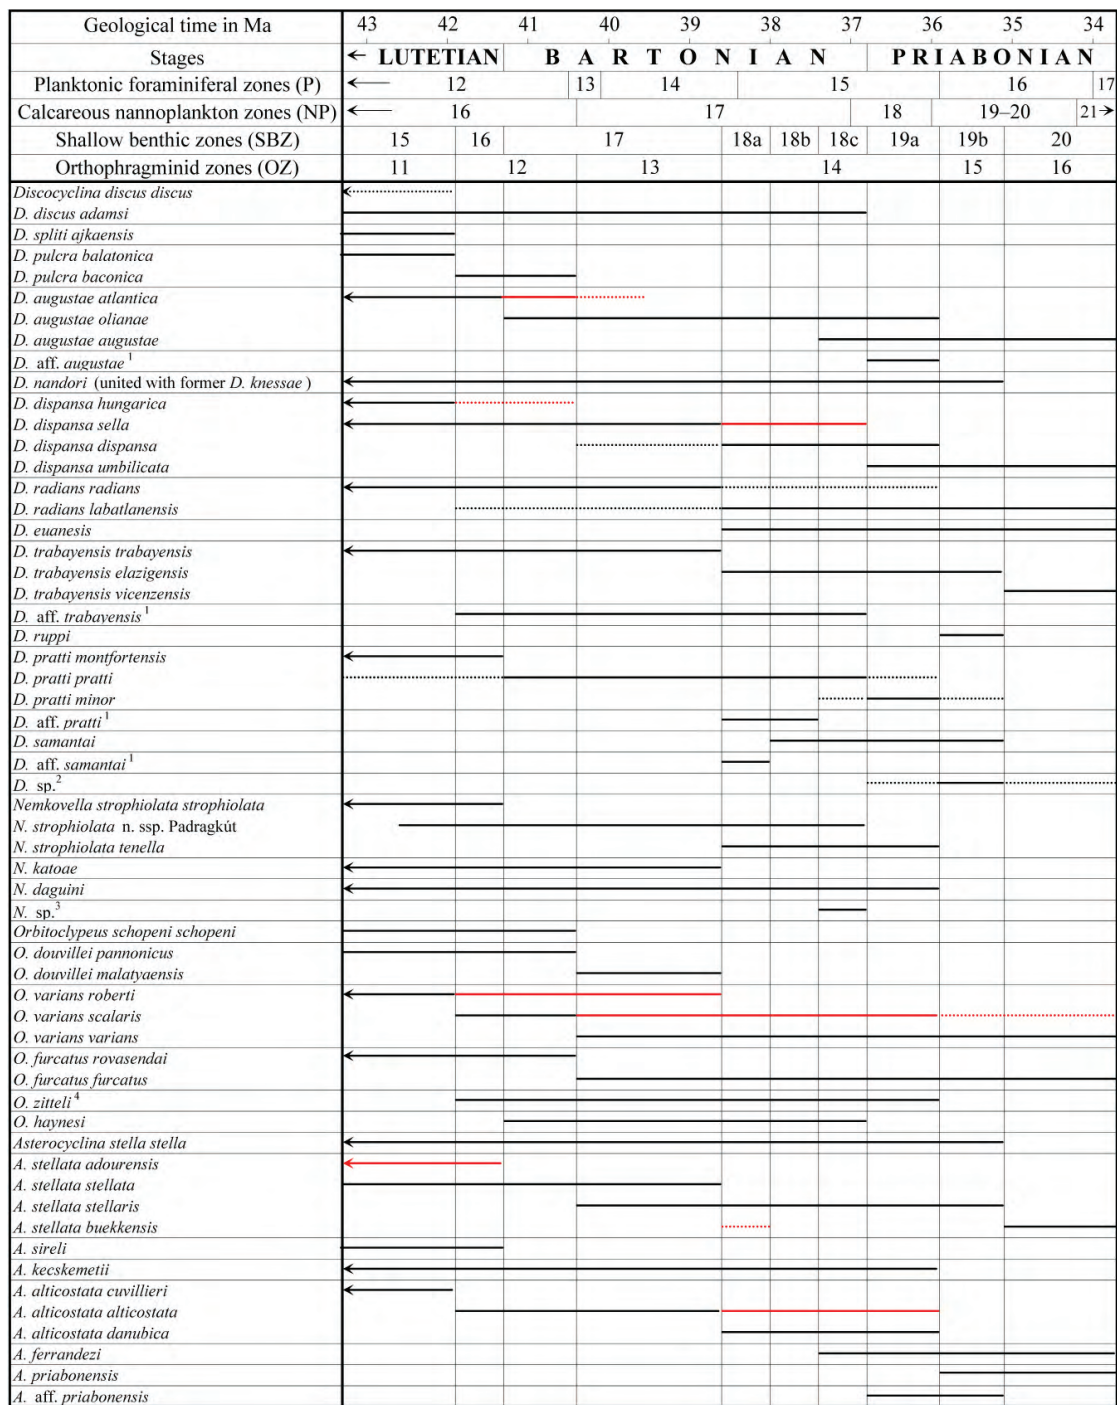 Geological time in Ma 43 42 41 40 39 38 37 36 35 34
Stages ← LUTETIAN B A R T O N I A N P R I A B O N I A N
Planktonic foraminiferal zones (P) 12 13 14 15 16 17
Calcareous nannoplankton zones (NP) 16 17 18 19–20 21→
Shallow benthic zones (SBZ) 15 16 17 18a 18b 18c 19a 19b 20
Orthophragminid zones (OZ) 11 12 13 14 15 16
Discocyclina discus discus
D. discus adamsi
D. spliti ajkaensis
D. pulcra balatonica
D. pulcra baconica
D. augustae atlantica
D. augustae olianae
D. augustae augustae
D. aff. augustae 1
D. nandori (united with former D. knessae )
D. dispansa hungarica
D. dispansa sella
D. dispansa dispansa
D. dispansa umbilicata
D. radians radians
D. radians labatlanensis
D. euanesis
D. trabayensis trabayensis
D. trabayensis elazigensis
D. trabayensis vicenzensis
D. aff. trabayensis 1
D. ruppi
D. pratti montfortensis
D. pratti pratti
D. pratti minor
D. aff. pratti 1
D. samantai
D. aff. samantai 1
D. sp.2
Nemkovella strophiolata strophiolata
N. strophiolata n. ssp. Padragkút
N. strophiolata tenella
N. katoae
N. daguini
N. sp.3
Orbitoclypeus schopeni schopeni
O. douvillei pannonicus
O. douvillei malatyaensis
O. varians roberti
O. varians scalaris
O. varians varians
O. furcatus rovasendai
O. furcatus furcatus
O. zitteli 4
O. haynesi
Asterocyclina stella stella
A. stellata adourensis
A. stellata stellata
A. stellata stellaris
A. stellata buekkensis
A. sireli
A. kecskemetii
A. alticostata cuvillieri
A. alticostata alticostata
A. alticostata danubica
A. ferrandezi
A. priabonensis
A. aff. priabonensis